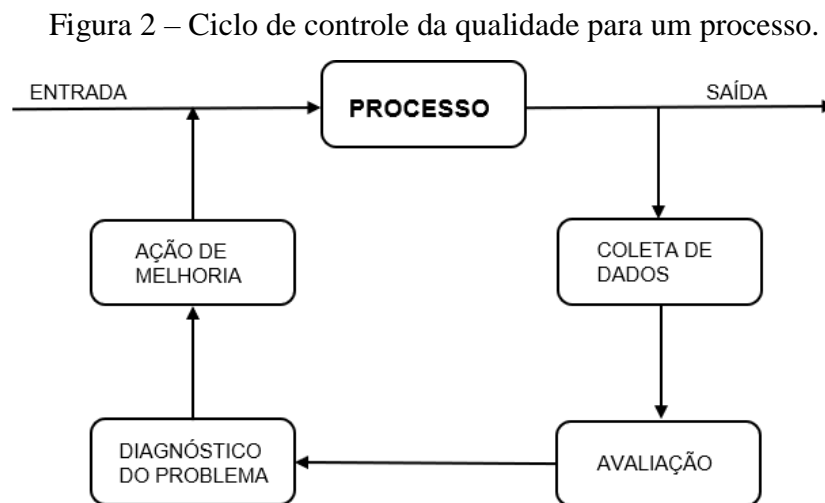 Figura 2 – Ciclo de controle da qualidade para um processo.
ENTRADA
PROCESSO
SAÍDA
AÇÃO DE
MELHORIA
COLETA DE
DADOS
DIAGNÓSTICO
DO PROBLEMA
AVALIAÇÃO